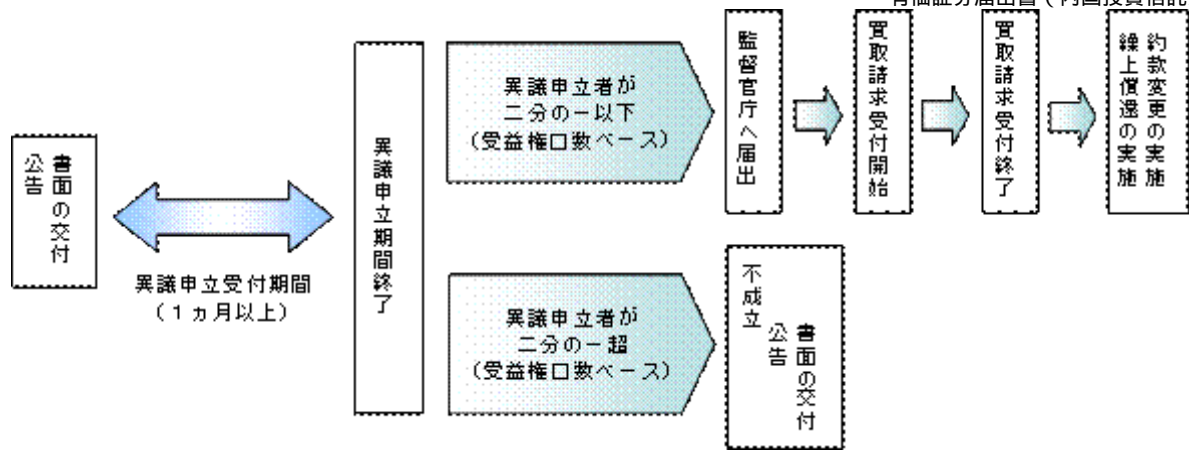 書面の交付
公告
異議申立受付期間
(1ヵ月以上)
異議申立期間終了
異議申立者が
二分の一以下
(受益権口数ベース)
監督官庁へ届出
買取請求受付開始
買取請求受付終了
約款変更の実施
繰上償還の実施
異議申立者が
二分の一超
(受益権口数ベース)
不成立
書面の交付
公告